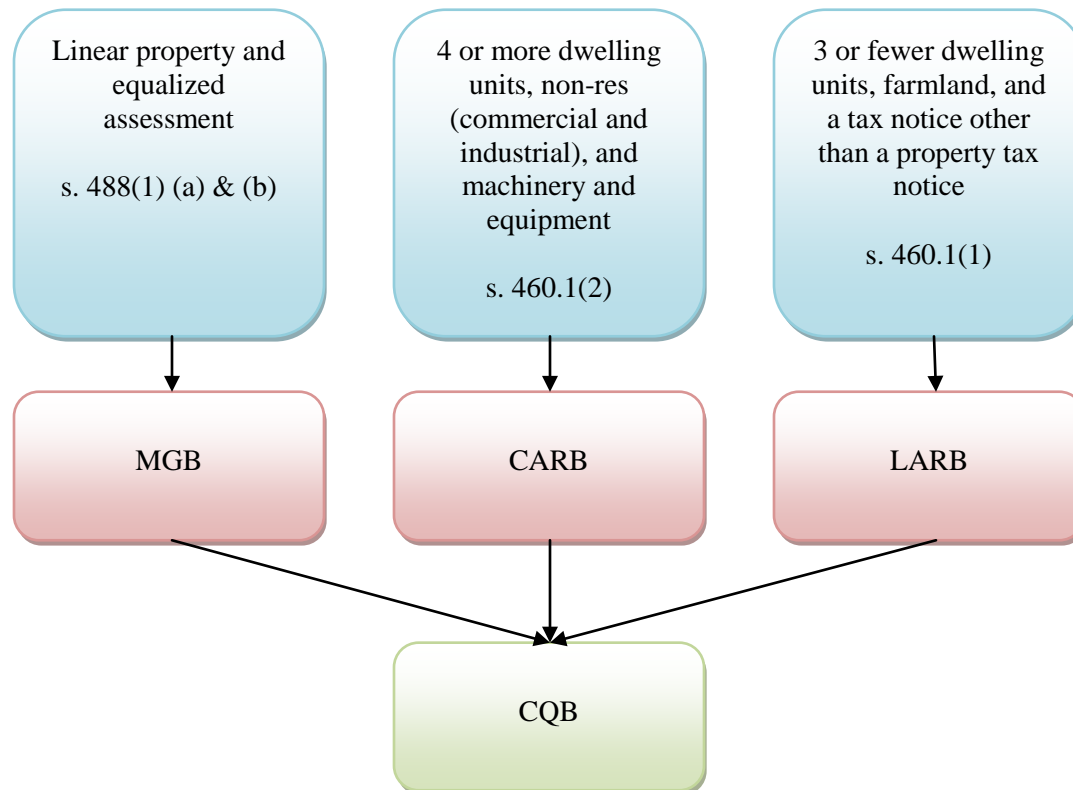 Linear property and
equalized
assessment
s. 488(1) (a) & (b)
4 or more dwelling
units, non-res
(commercial and
industrial), and
machinery and
equipment
s. 460.1(2)
3 or fewer dwelling
units, farmland, and
a tax notice other
than a property tax
notice
s. 460.1(1)
MGB
CARB
LARB
CQB